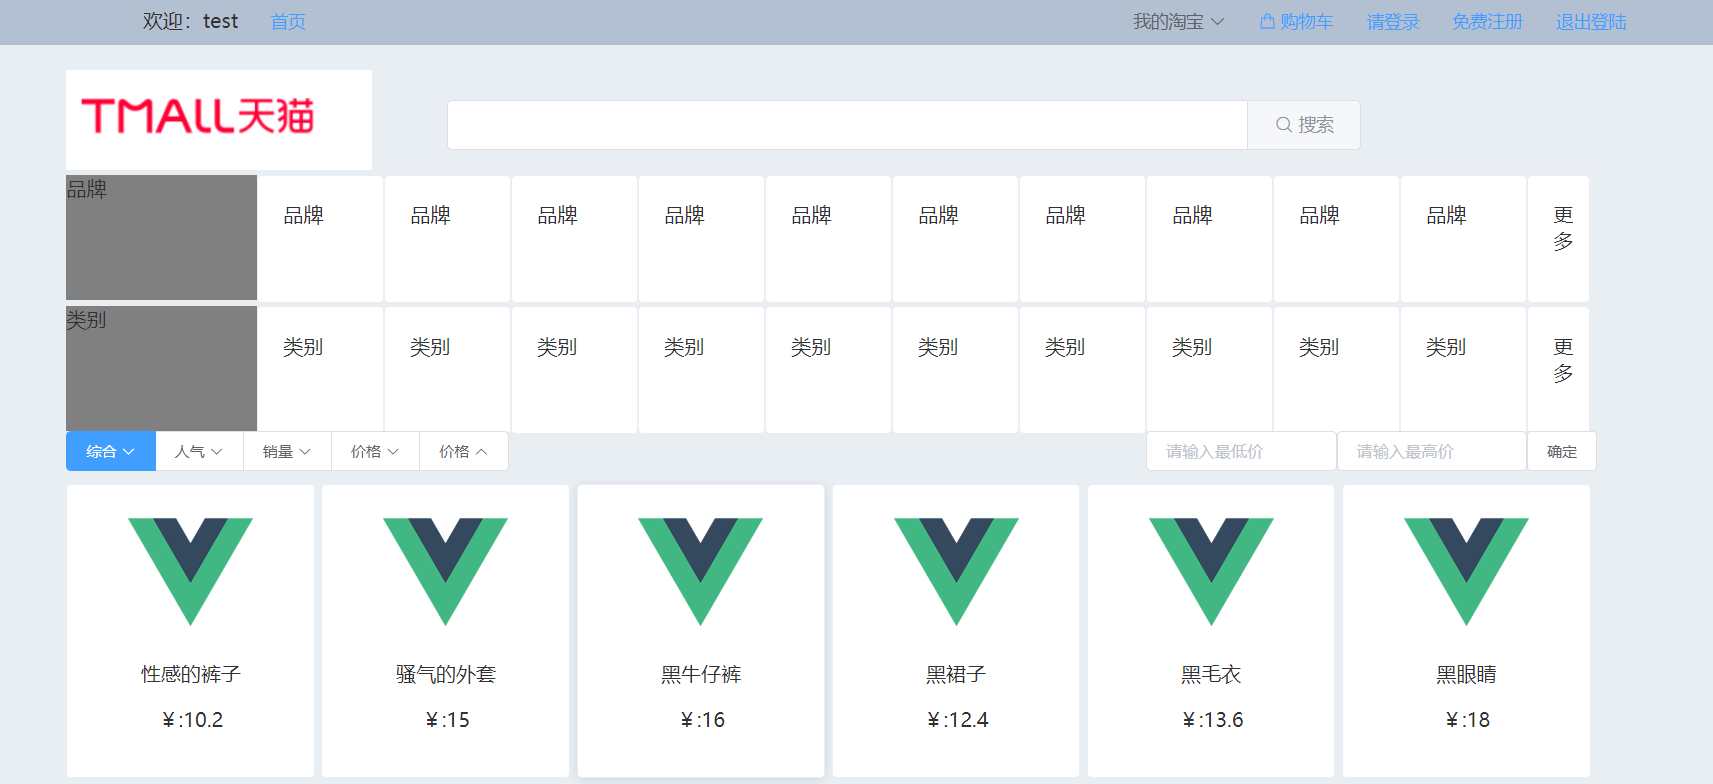 欢迎：test 首页 我的淘宝 购物车 请登录 免费注册 退出登陆
TMALL天猫
搜索
品牌 品牌 品牌 品牌 品牌 品牌 品牌 品牌 品牌 品牌 品牌 更
多
类别 类别 类别 类别 类别 类别 类别 类别 类别 类别 类别 更
多
综合 人气 销量 价格 价格 请输入最低价 请输入最高价 确定
性感的裤子 骚气的外套 黑牛仔裤 黑裙子 黑毛衣 黑眼睛
¥:10.2 ¥:15 ¥:16 ¥:12.4 ¥:13.6 ¥:18